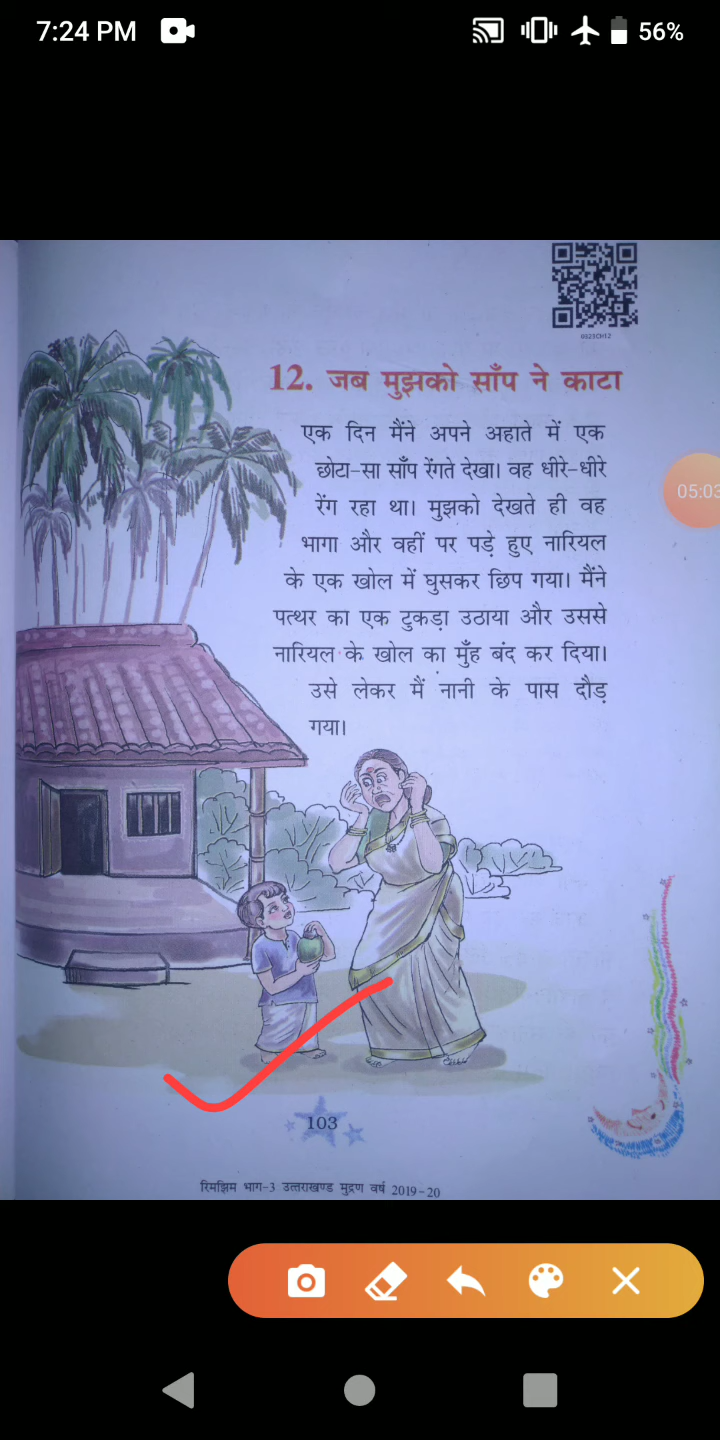 7:24 PM
56%
0323CH12
12. जब मुझको साँप ने काटा
एक दिन मैंने अपने अहाते में एक
छोटा-सा साँप रेंगते देखा। वह धीरे-धीरे
रेंग रहा था। मुझको देखते ही वह
भागा और वहीं पर पड़े हुए नारियल
के एक खोल में घुसकर छिप गया। मैंने
पत्थर का एक टुकड़ा उठाया और उससे
नारियल के खोल का मुँह बंद कर दिया।
उसे लेकर मैं नानी के पास दौड़
गया।
05:03
103
रिमझिम भाग-3 उत्तराखण्ड मुद्रण वर्ष 2019-20